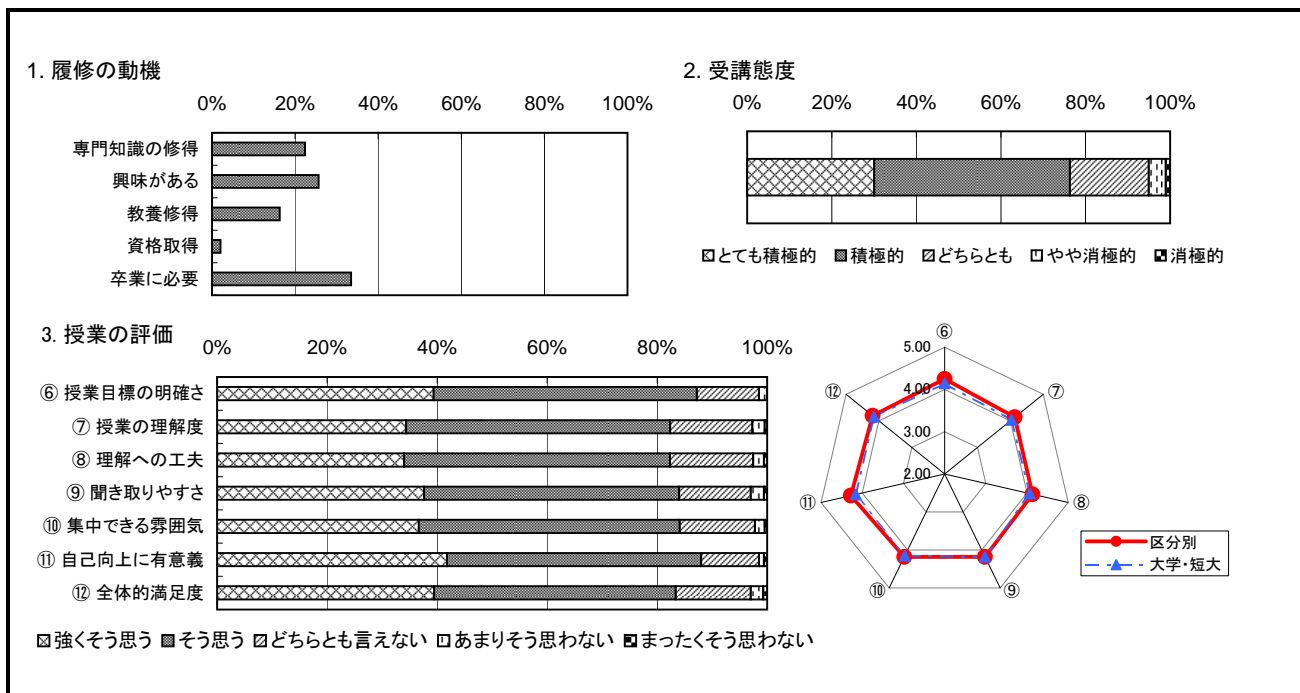 1. 履修の動機
0% 20% 40% 60% 80% 100%
専門知識の修得
興味がある
教養修得
資格取得
卒業に必要
2. 受講態度
0% 20% 40% 60% 80% 100%
とても積極的 積極的 どちらとも やや消極的 消極的
3. 授業の評価
0% 20% 40% 60% 80% 100%
⑥ 授業目標の明確さ
⑦ 授業の理解度
⑧ 理解への工夫
⑨ 聞き取りやすさ
⑩ 集中できる雰囲気
⑪ 自己向上に有意義
⑫ 全体的満足度
強くそう思う そう思う どちらとも言えない あまりそう思わない まったくそう思わない
⑥
5.00
⑫ 4.00 ⑦
3.00
2.00
⑪ ⑧
⑩ ⑨
区分別
大学・短大